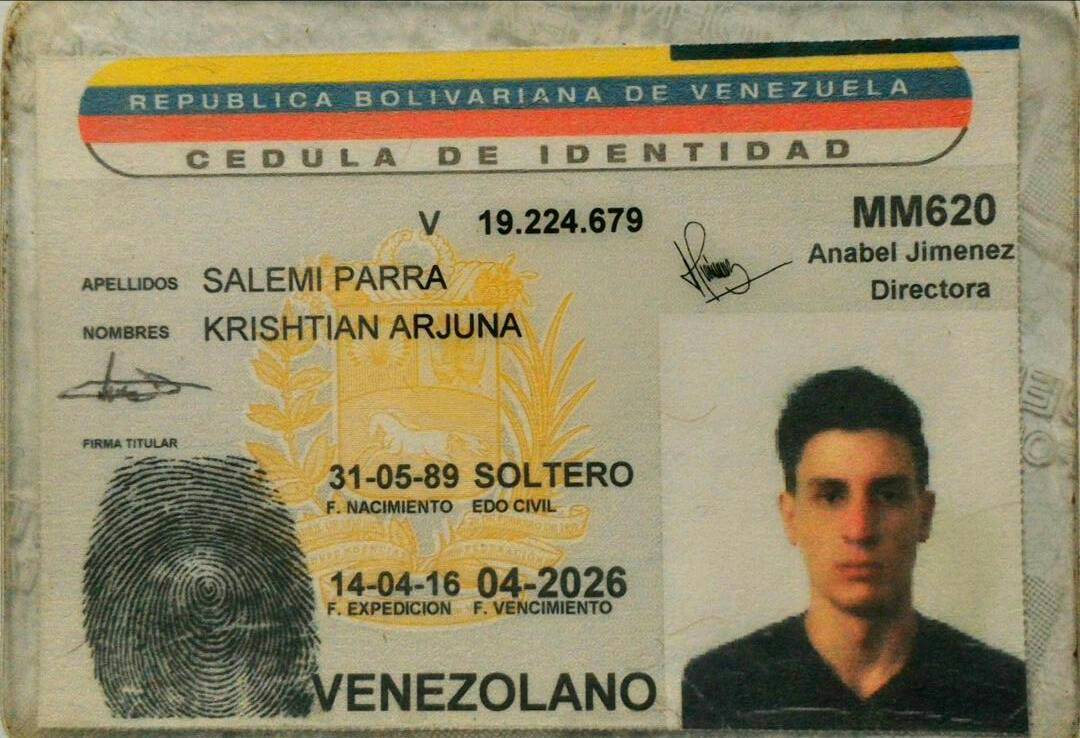 REPUBLICA BOLIVARIANA DE VENEZUELA
CEDULA DE IDENTIDAD
V 19.224.679
MM620
Anabel Jimenez
Directora
APELLIDOS SALEMI PARRA
NOMBRES KRISHTIAN ARJUNA
FIRMA TITULAR
31-05-89 SOLTERO
F. NACIMIENTO EDO CIVIL
14-04-16 04-2026
F. EXPEDICION F. VENCIMIENTO
VENEZOLANO